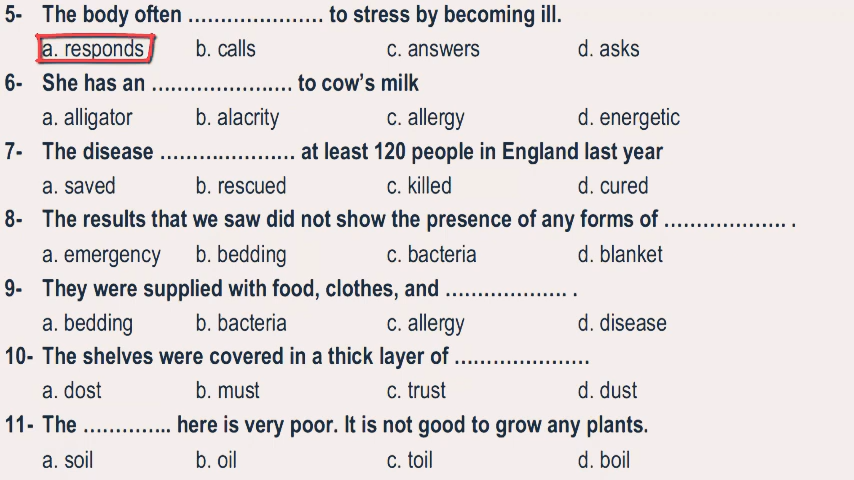 5- The body often ………………… to stress by becoming ill.
a. responds b. calls c. answers d. asks
6- She has an ………………… to cow’s milk
a. alligator b. alacrity c. allergy d. energetic
7- The disease ………………… at least 120 people in England last year
a. saved b. rescued c. killed d. cured
8- The results that we saw did not show the presence of any forms of ………………. .
a. emergency b. bedding c. bacteria d. blanket
9- They were supplied with food, clothes, and ………………. .
a. bedding b. bacteria c. allergy d. disease
10- The shelves were covered in a thick layer of …………………
a. dost b. must c. trust d. dust
11- The ………….. here is very poor. It is not good to grow any plants.
a. soil b. oil c. toil d. boil